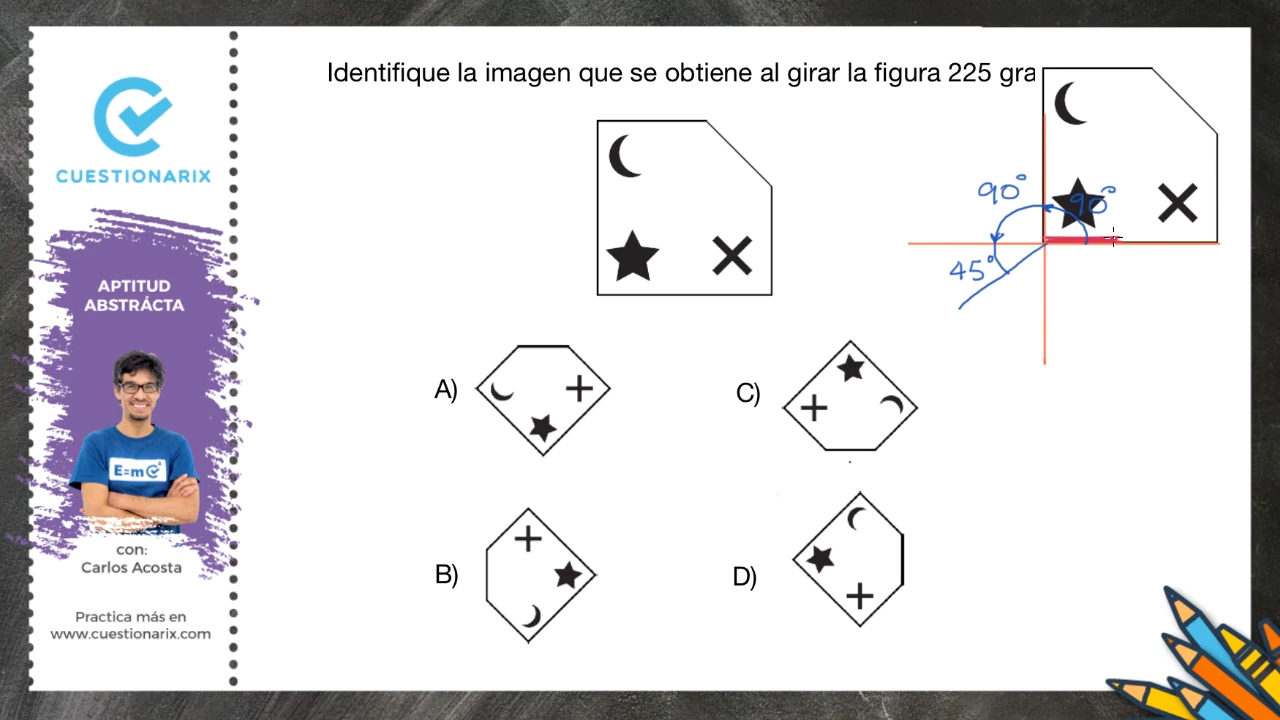 Identifique la imagen que se obtiene al girar la figura 225 gra
CUESTIONARIX
APTITUD
ABSTRÁCTA
E=mC²
con:
Carlos Acosta
Practica más en
www.cuestionarix.com
90°
90°
45°
A)
C)
B)
D)